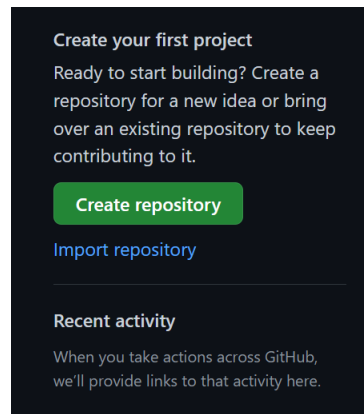 Create your first project
Ready to start building? Create a
repository for a new idea or bring
over an existing repository to keep
contributing to it.
Create repository
Import repository
Recent activity
When you take actions across GitHub,
we'll provide links to that activity here.